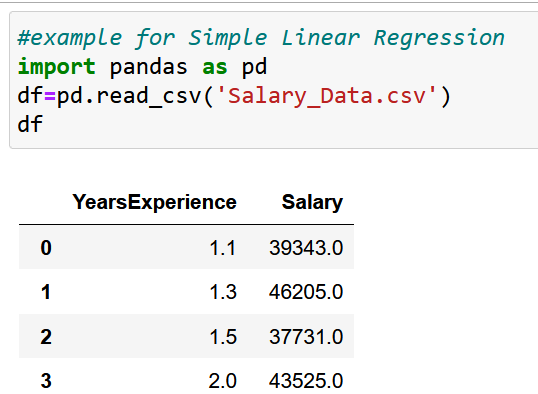 #example for Simple Linear Regression
import pandas as pd
df=pd.read_csv('Salary_Data.csv')
df
YearsExperience Salary
0 1.1 39343.0
1 1.3 46205.0
2 1.5 37731.0
3 2.0 43525.0